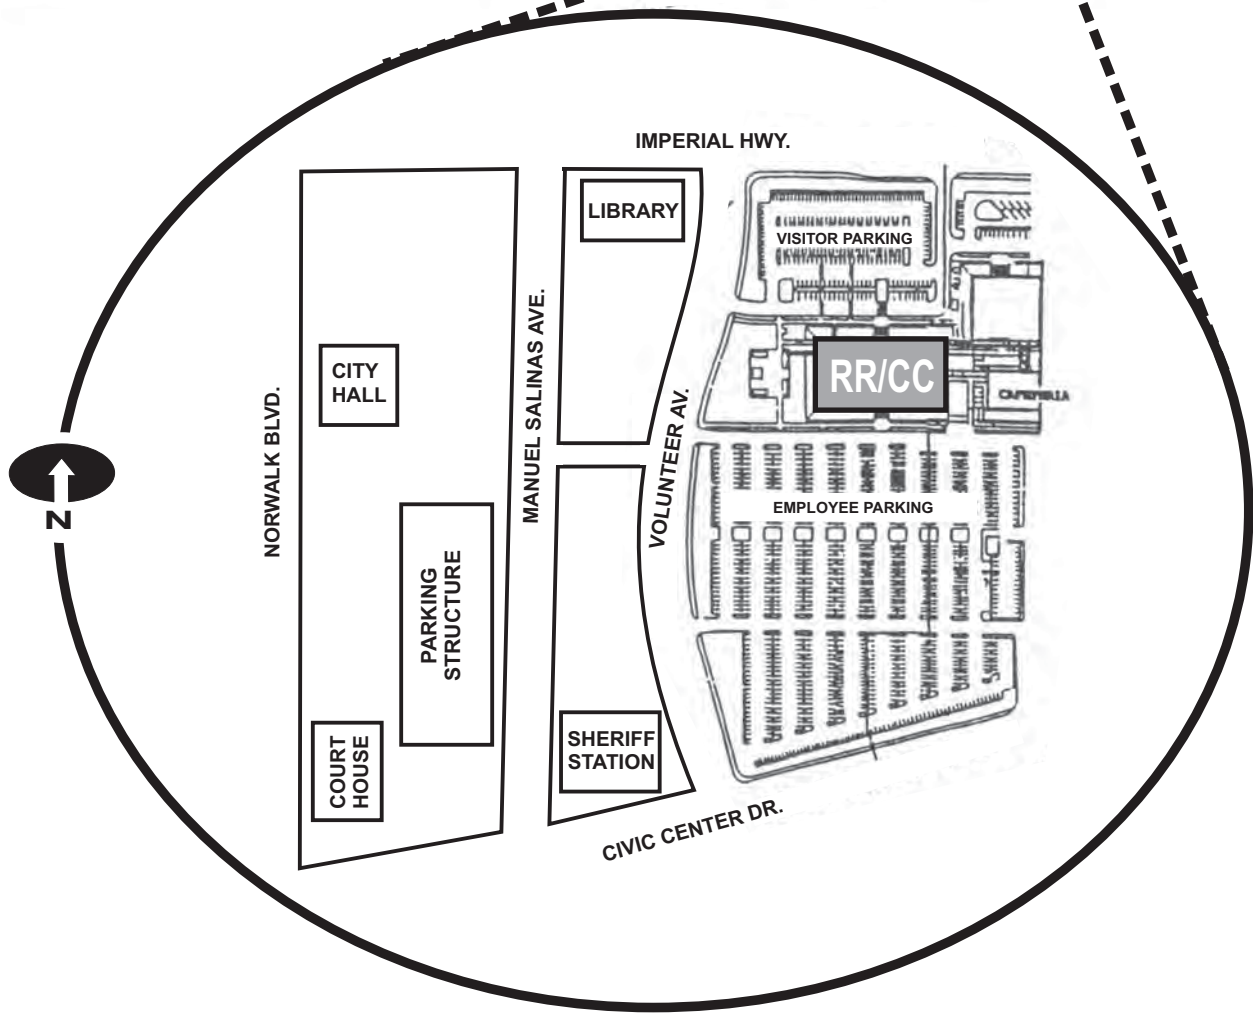 IMPERIAL HWY.
LIBRARY
VISITOR PARKING
CITY
HALL
RR/CC
CAFETERIA
NORWALK BLVD.
MANUEL SALINAS AVE.
VOLUNTEER AV.
N
EMPLOYEE PARKING
PARKING
STRUCTURE
COURT
HOUSE
SHERIFF
STATION
CIVIC CENTER DR.